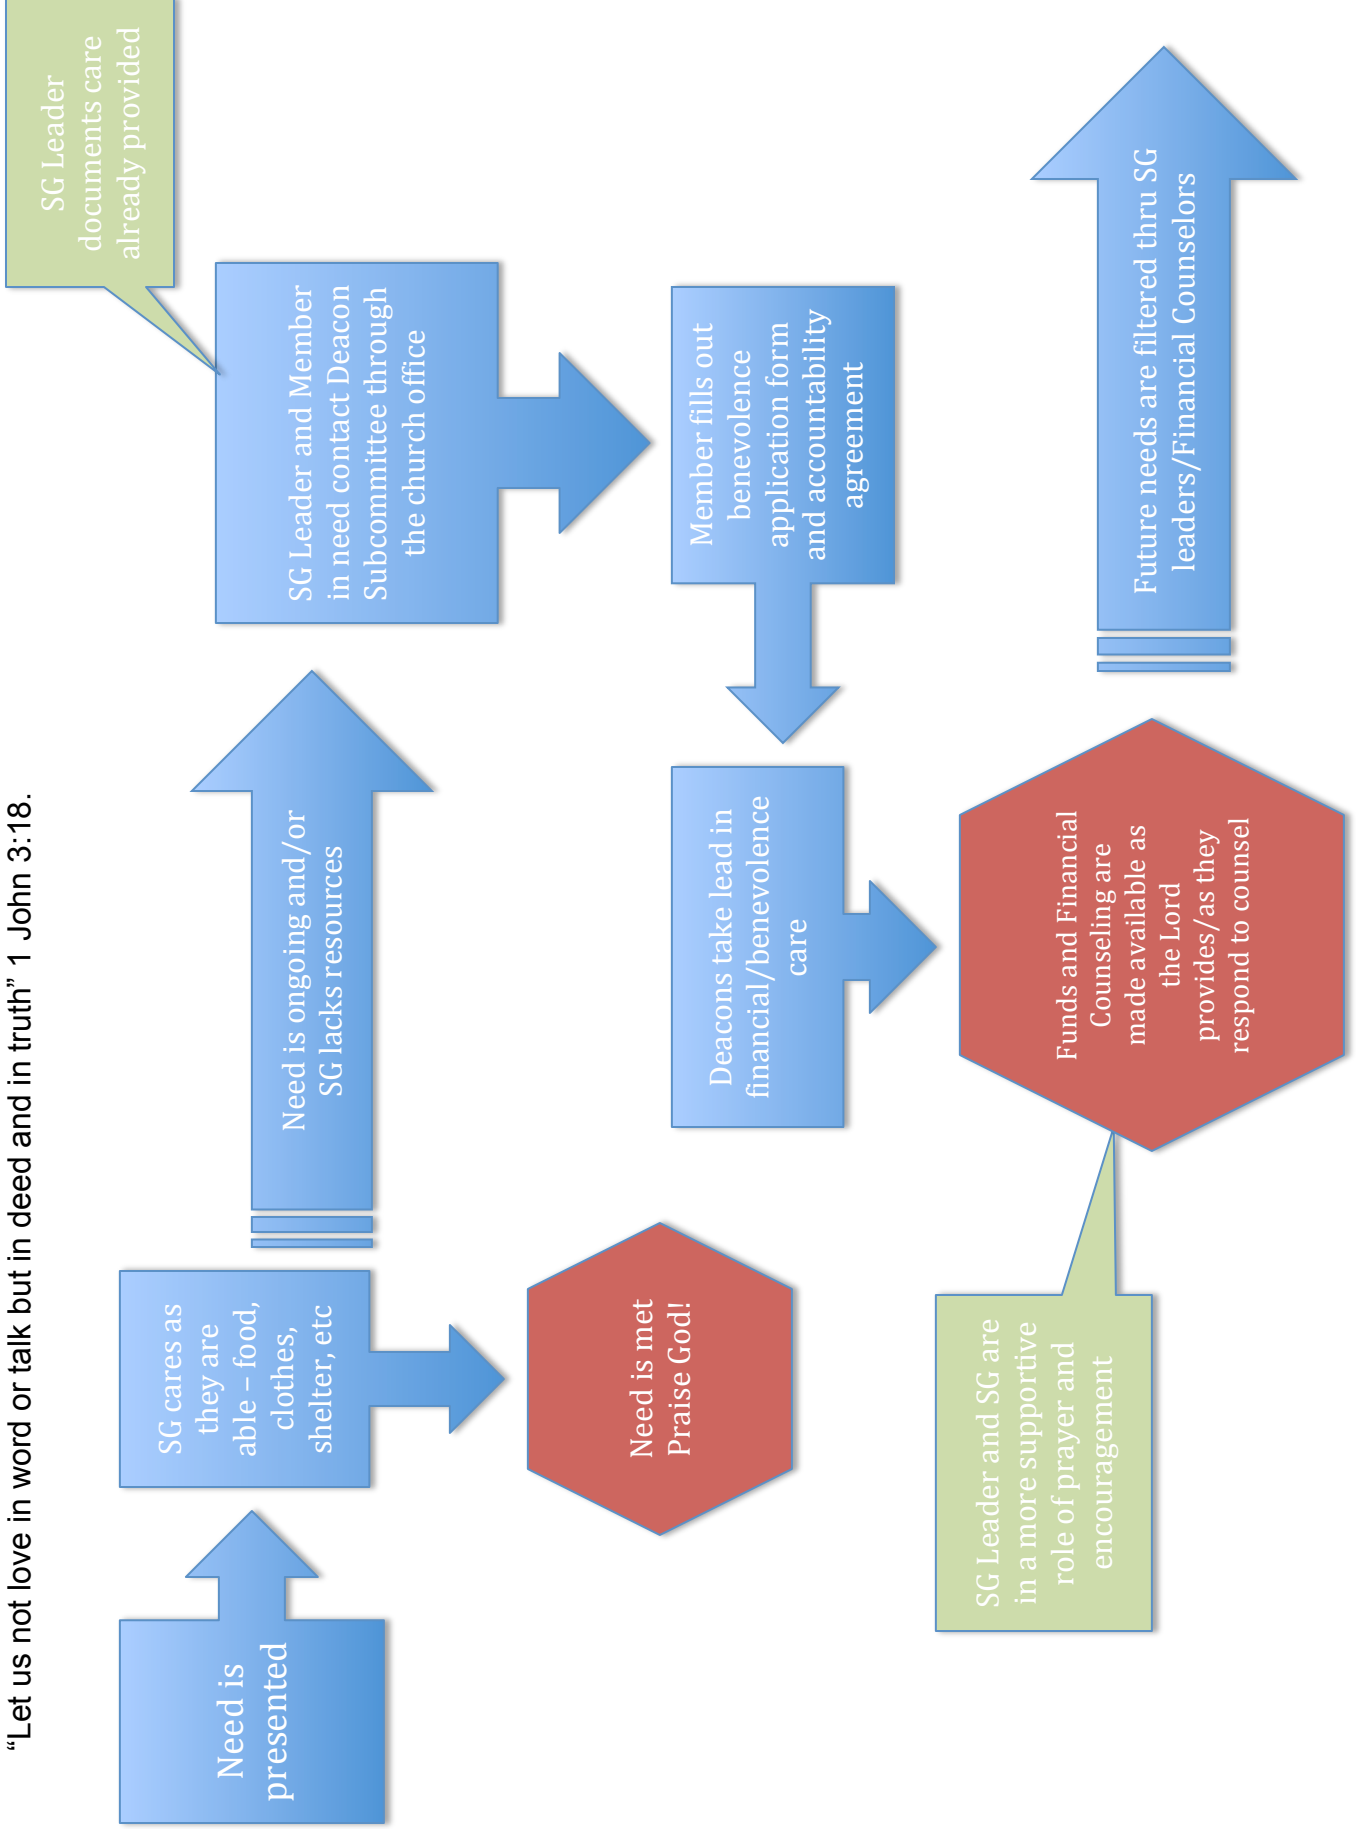 “Let us not love in word or talk but in deed and in truth” 1 John 3:18.
Need is
presented
SG cares as
they are
able – food,
clothes,
shelter, etc
Need is ongoing and/or
SG lacks resources
SG Leader and Member
in need contact Deacon
Subcommittee through
the church office
SG Leader
documents care
already provided
Need is met
Praise God!
Member fills out
benevolence
application form
and accountability
agreement
Deacons take lead in
financial/benevolence
care
Funds and Financial
Counseling are
made available as
the Lord
provides/as they
respond to counsel
SG Leader and SG are
in a more supportive
role of prayer and
encouragement
Future needs are filtered thru SG
leaders/Financial Counselors